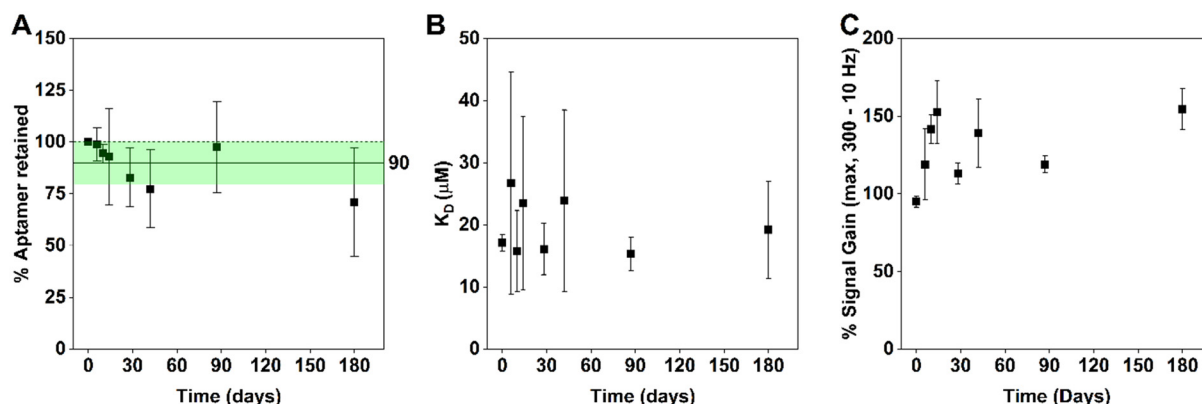 A
% Aptamer retained
150
125
100
75
50
25
0
90
0 30 60 90 120 150 180
Time (days)
B
K_D (μM)
50
40
30
20
10
0
0 30 60 90 120 150 180
Time (days)
C
% Signal Gain (max, 300 - 10 Hz)
200
150
100
50
0
0 30 60 90 120 150 180
Time (Days)